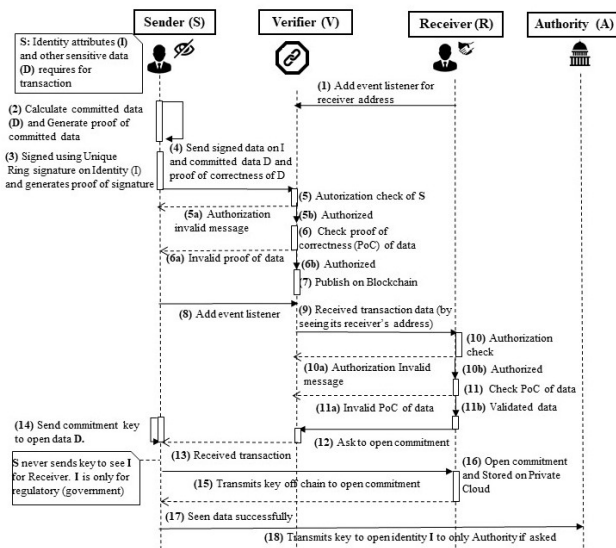 Sender (S)
Verifier (V)
Receiver (R)
Authority (A)
S: Identity attributes (I)
and other sensitive data
(D) requires for
transaction
(1) Add event listener for
receiver address
(2) Calculate committed data
(D) and Generate proof of
committed data
(4) Send signed data on I
and committed data D and
proof of correctness of D
(3) Signed using Unique
Ring signature on Identity (I)
and generates proof of signature
(5) Autorization check of S
(5a) Authorization
invalid message
(5b) Authorized
(6) Check proof of
correctness (PoC) of data
(6a) Invalid proof of data
(6b) Authorized
(7) Publish on Blockchain
(8) Add event listener
(9) Received transaction data (by
seeing its receiver's address)
(10) Authorization
check
(10a) Authorization Invalid
message
(10b) Authorized
(11) Check PoC of data
(11a) Invalid PoC of data
(11b) Validated data
(14) Send commitment key
to open data D.
(12) Ask to open commitment
(13) Received transaction
S never sends key to see I
for Receiver. I is only for
regulatory (government)
(15) Transmits key off chain to open commitment
(16) Open
commitment
and Stored on
Private
Cloud
(17) Seen data successfully
(18) Transmits key to open identity I to only Authority if asked